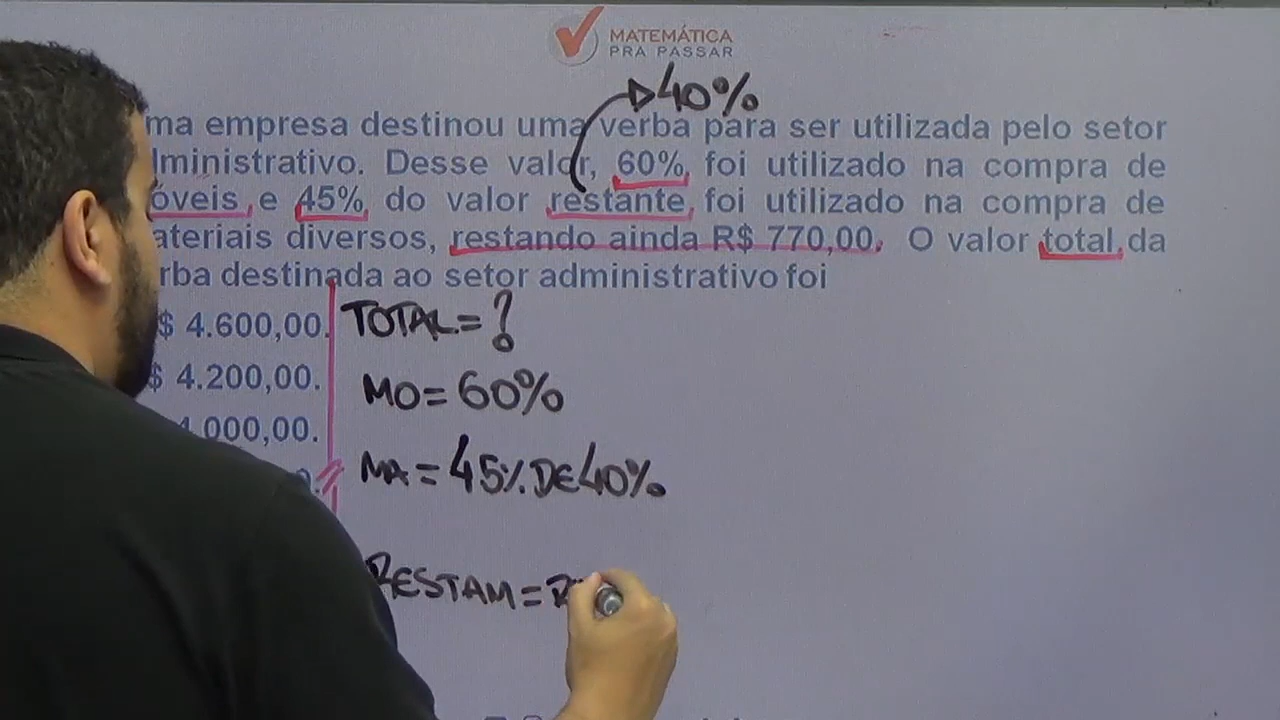 MATEMÁTICA
PRA PASSAR
40%
ma empresa destinou uma verba para ser utilizada pelo setor
ministrativo. Desse valor, 60% foi utilizado na compra de
óveis e 45% do valor restante foi utilizado na compra de
ateriais diversos, restando ainda R$ 770,00. O valor total da
rba destinada ao setor administrativo foi
$ 4.600,00.
$ 4.200,00.
.000,00.
TOTAL = ?
MO = 60%
MA = 45% DE 40%
RESTAM =